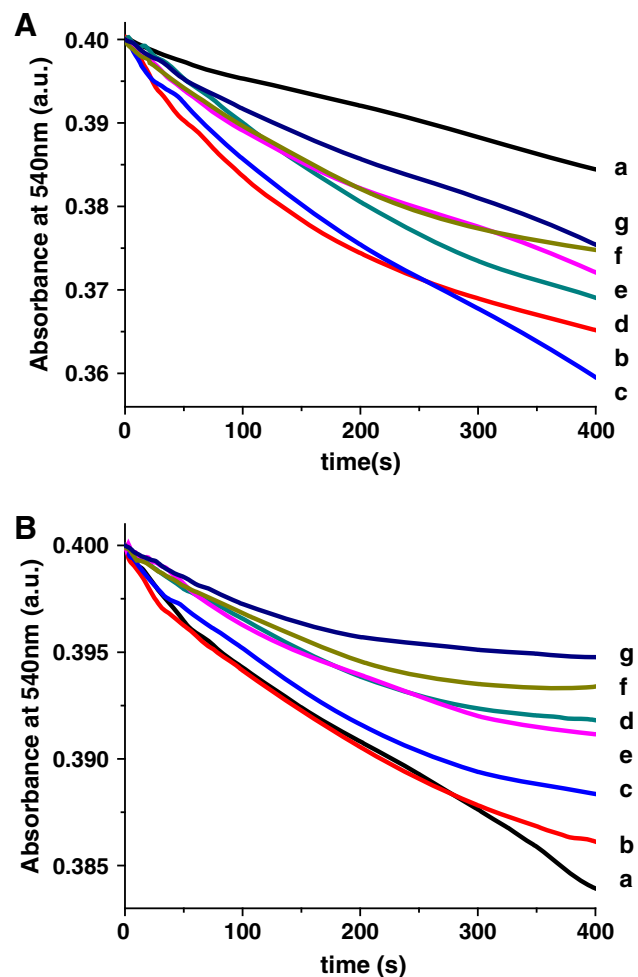 A
Absorbance at 540nm (a.u.)
0.40
0.39
0.38
0.37
0.36
0
100
200
300
400
time(s)
a
g
f
e
d
b
c
B
Absorbance at 540nm (a.u.)
0.400
0.395
0.390
0.385
0
100
200
300
400
time (s)
g
f
d
e
c
b
a